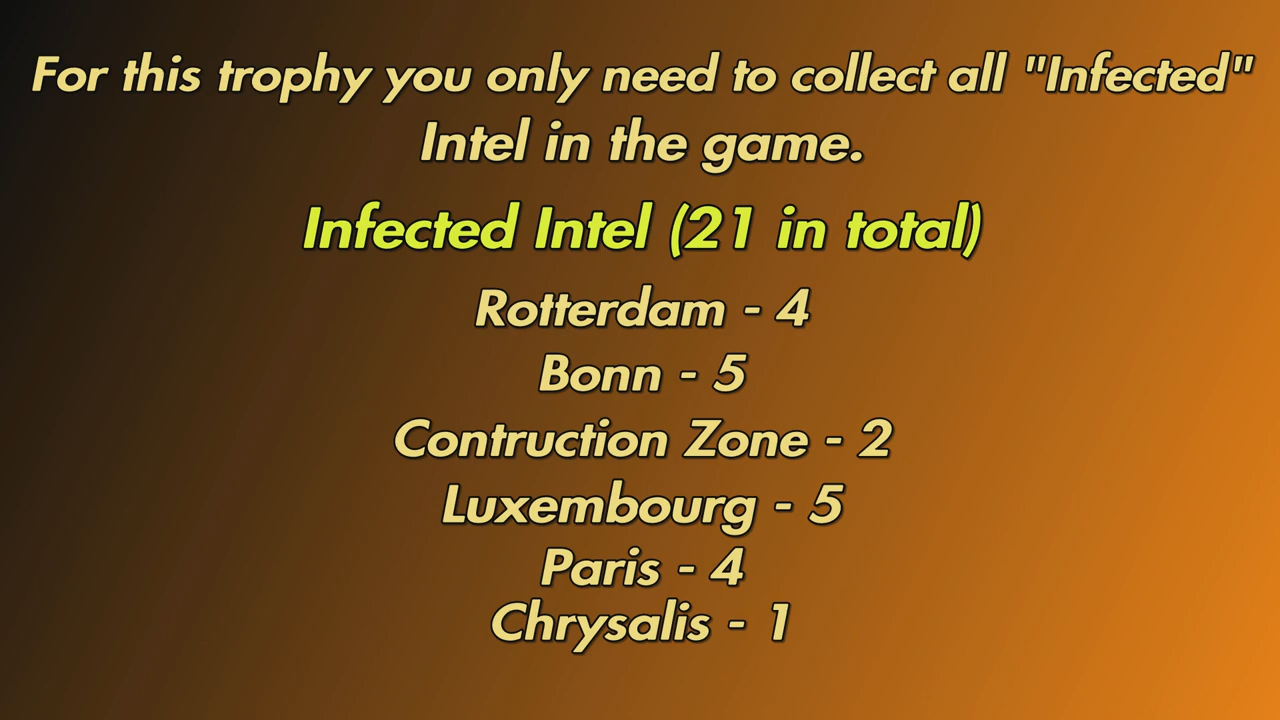 For this trophy you only need to collect all "Infected"
Intel in the game.
Infected Intel (21 in total)
Rotterdam - 4
Bonn - 5
Contruction Zone - 2
Luxembourg - 5
Paris - 4
Chrysalis - 1